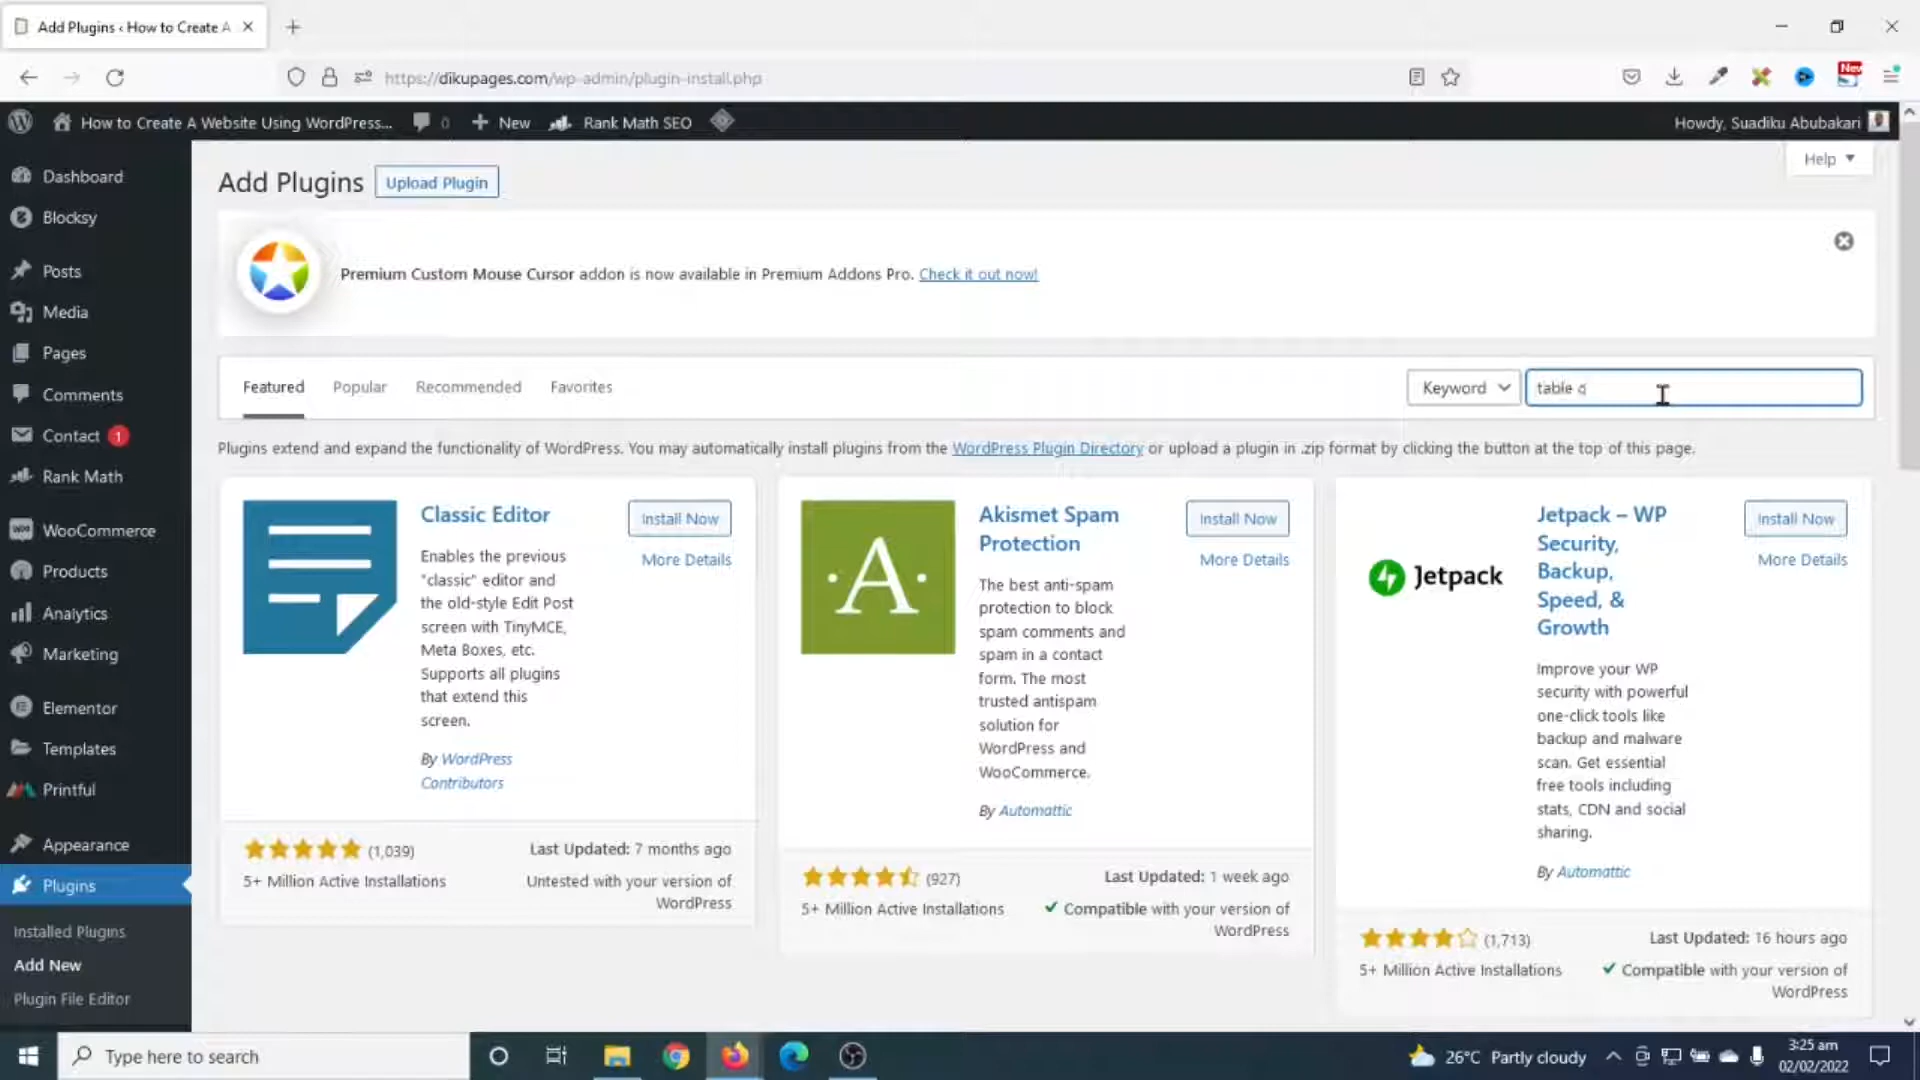 Add Plugins ‹ How to Create A
https://dikupages.com/wp-admin/plugin-install.php
New
How to Create A Website Using WordPress... 0 New Rank Math SEO Howdy, Suadiku Abubakari
Help
Dashboard
Blocksy
Posts
Media
Pages
Comments
Contact 1
Rank Math
WooCommerce
Products
Analytics
Marketing
Elementor
Templates
Printful
Appearance
Plugins
Installed Plugins
Add New
Plugin File Editor
Add Plugins Upload Plugin
Premium Custom Mouse Cursor addon is now available in Premium Addons Pro. Check it out now!
Featured Popular Recommended Favorites Keyword table
Plugins extend and expand the functionality of WordPress. You may automatically install plugins from the WordPress Plugin Directory or upload a plugin in .zip format by clicking the button at the top of this page.
Classic Editor
Install Now
More Details
Enables the previous
"classic" editor and
the old-style Edit Post
screen with TinyMCE,
Meta Boxes, etc.
Supports all plugins
that extend this
screen.
By WordPress
Contributors
(1,039)
5+ Million Active Installations
Last Updated: 7 months ago
Untested with your version of
WordPress
·A·
Akismet Spam
Protection
Install Now
More Details
The best anti-spam
protection to block
spam comments and
spam in a contact
form. The most
trusted antispam
solution for
WordPress and
WooCommerce.
By Automattic
(927)
5+ Million Active Installations
Last Updated: 1 week ago
Compatible with your version of
WordPress
Jetpack
Jetpack – WP
Security,
Backup,
Speed, &
Growth
Install Now
More Details
Improve your WP
security with powerful
one-click tools like
backup and malware
scan. Get essential
free tools including
stats, CDN and social
sharing.
By Automattic
(1,713)
5+ Million Active Installations
Last Updated: 16 hours ago
Compatible with your version of
WordPress
Type here to search
26°C Partly cloudy
3:25 am
02/02/2022